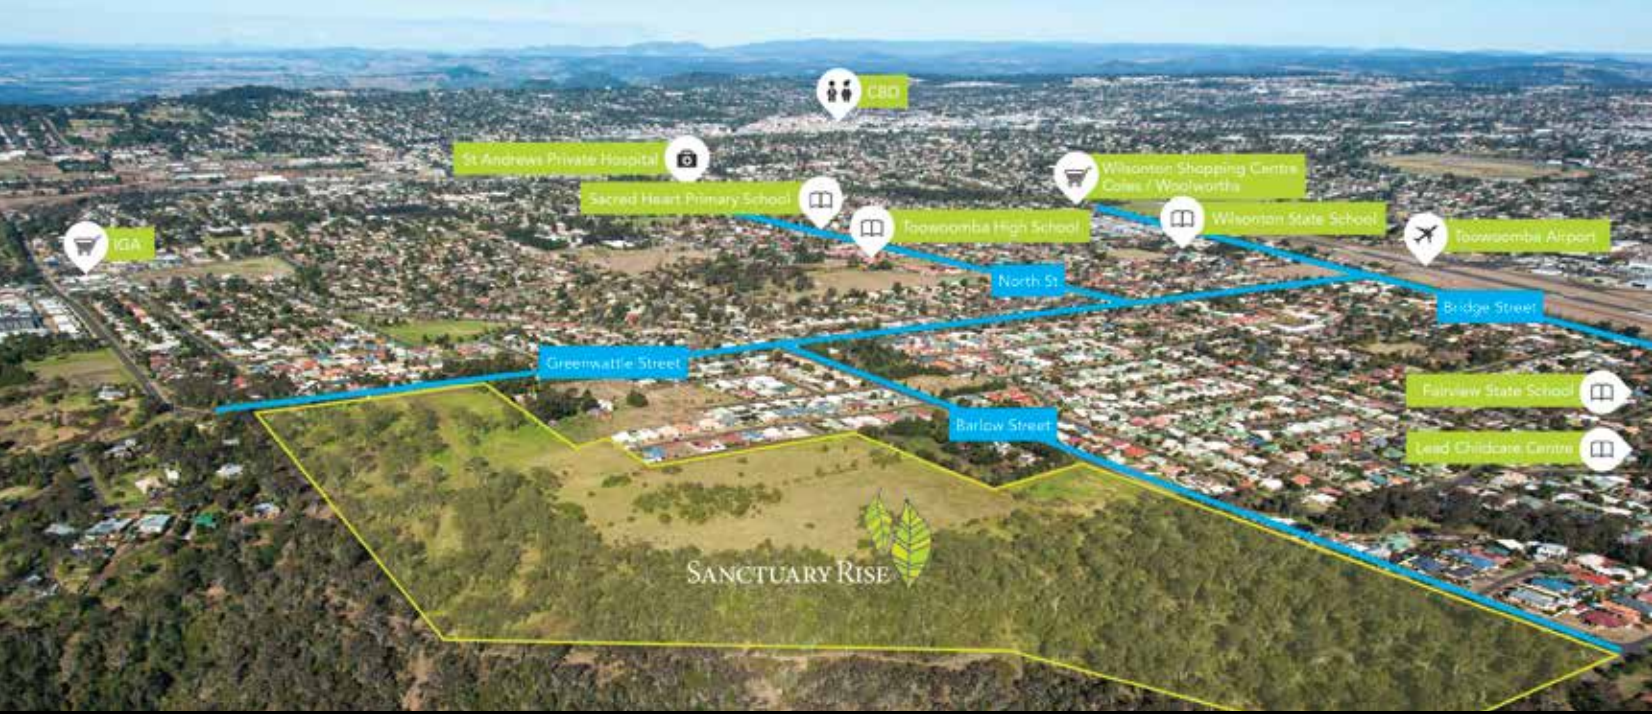 CBD
St Andrews Private Hospital
Wilsonton Shopping Centre
Coles / Woolworths
Sacred Heart Primary School
Toowoomba High School
Wilsonton State School
IGA
Toowoomba Airport
North St
Bridge Street
Greenwattle Street
Fairview State School
Barlow Street
Lead Childcare Centre
SANCTUARY RISE